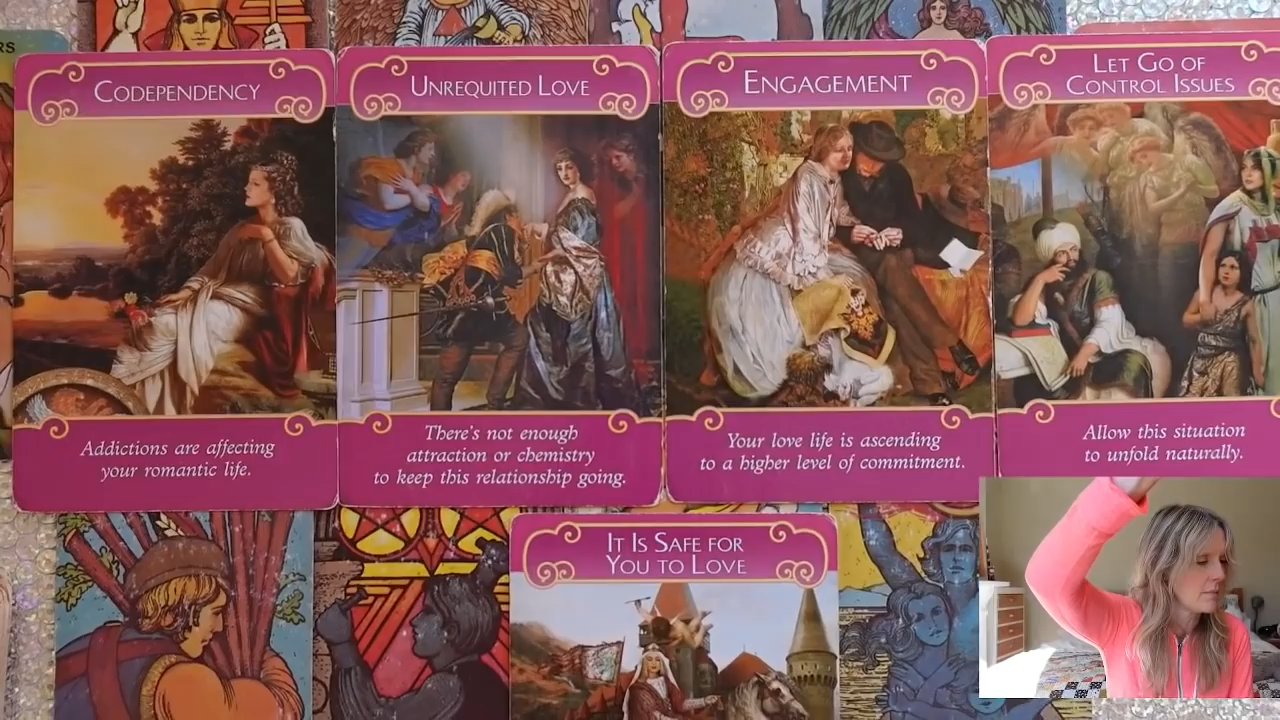 RS
CODEPENDENCY
Addictions are affecting
your romantic life.
UNREQUITED LOVE
There's not enough
attraction or chemistry
to keep this relationship going.
ENGAGEMENT
Your love life is ascending
to a higher level of commitment.
LET GO OF
CONTROL ISSUES
Allow this situation
to unfold naturally.
IT IS SAFE FOR
YOU TO LOVE